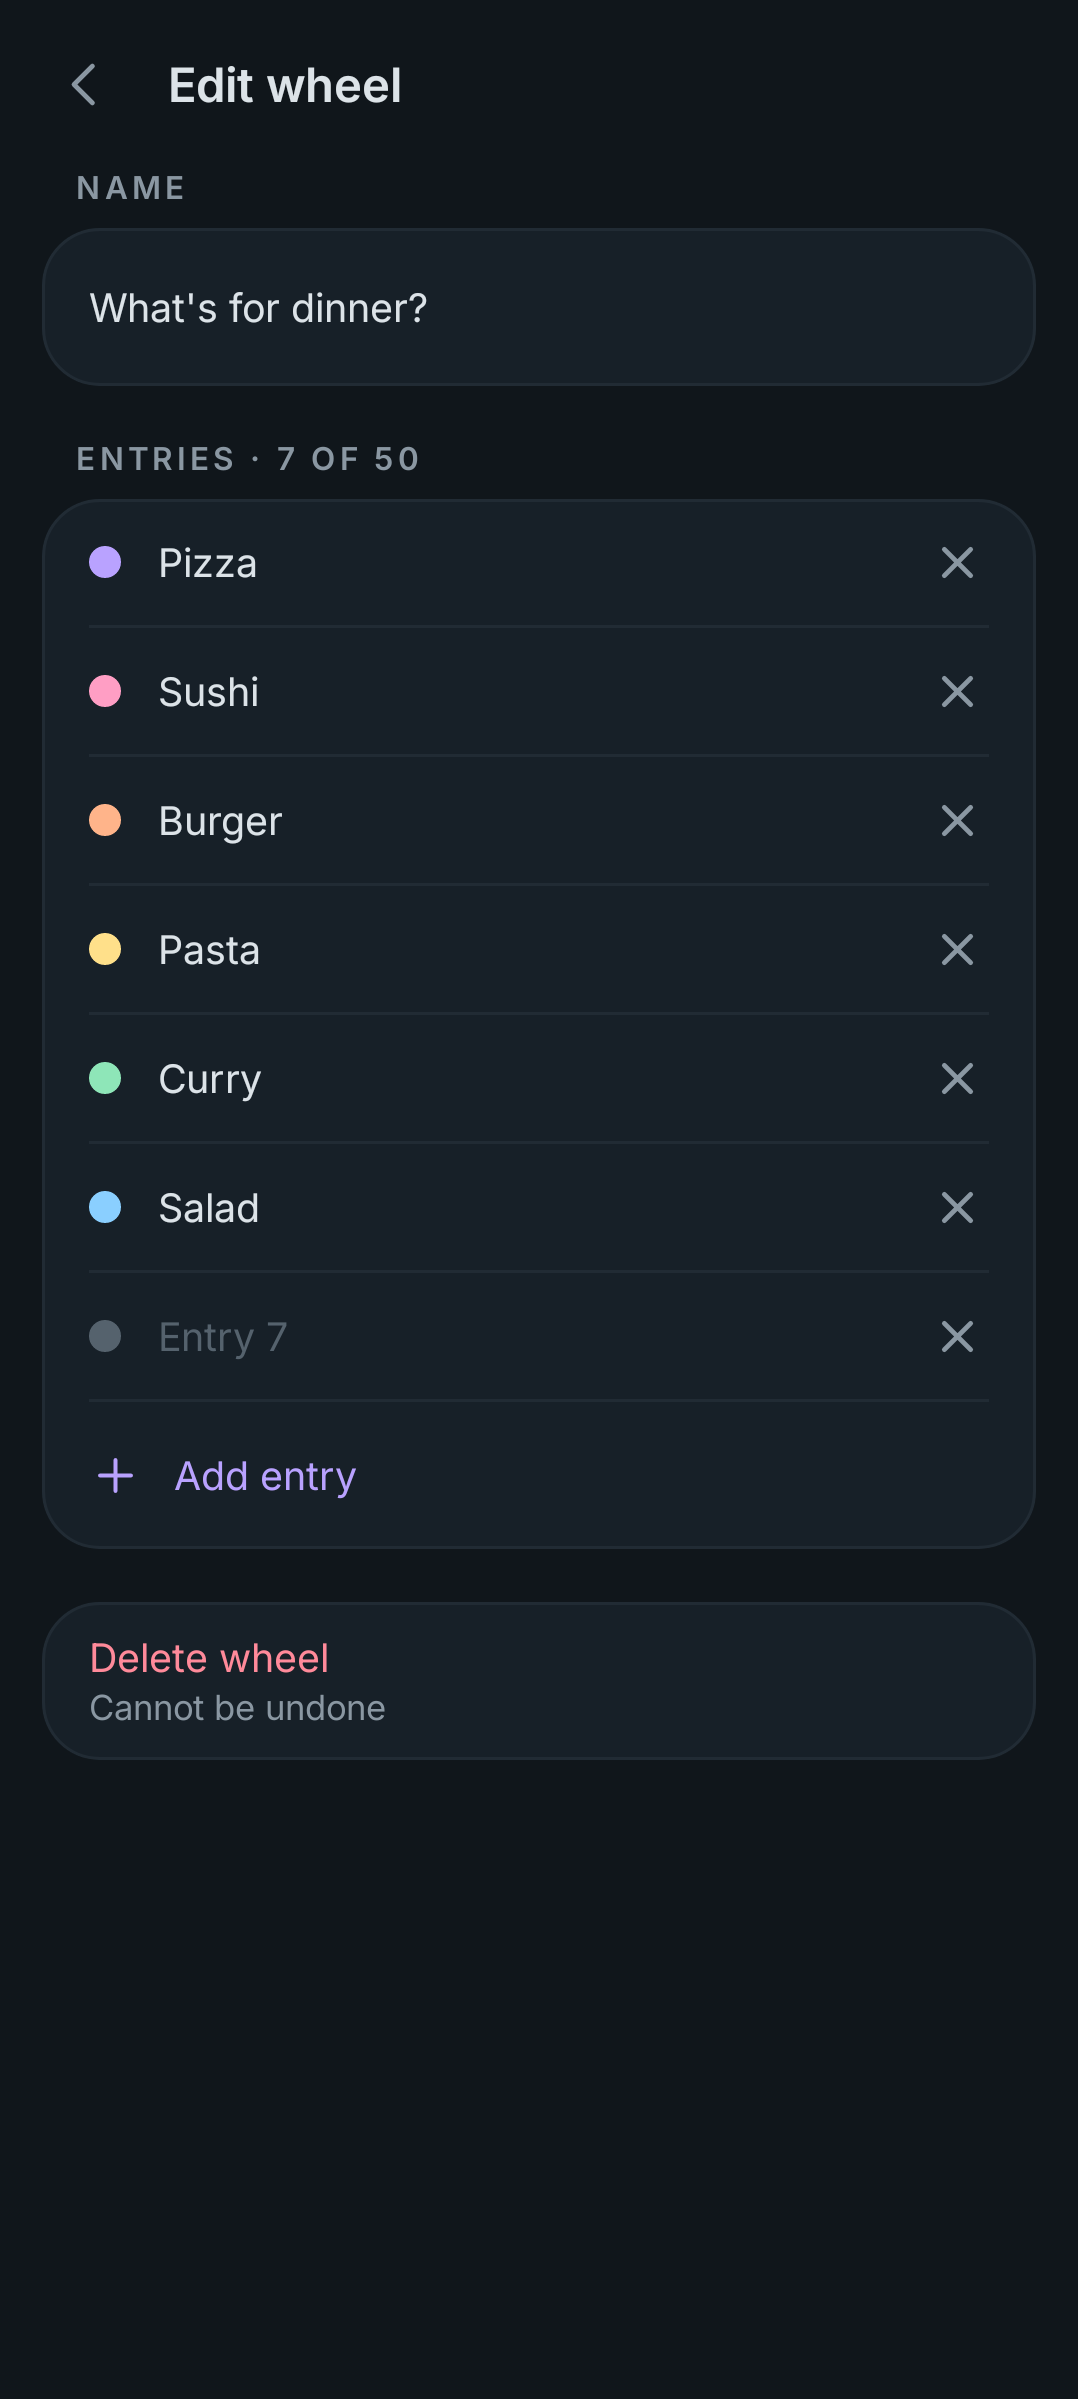 Edit wheel
NAME
What's for dinner?
ENTRIES · 7 OF 50
Pizza
Sushi
Burger
Pasta
Curry
Salad
Entry 7
Add entry
Delete wheel
Cannot be undone